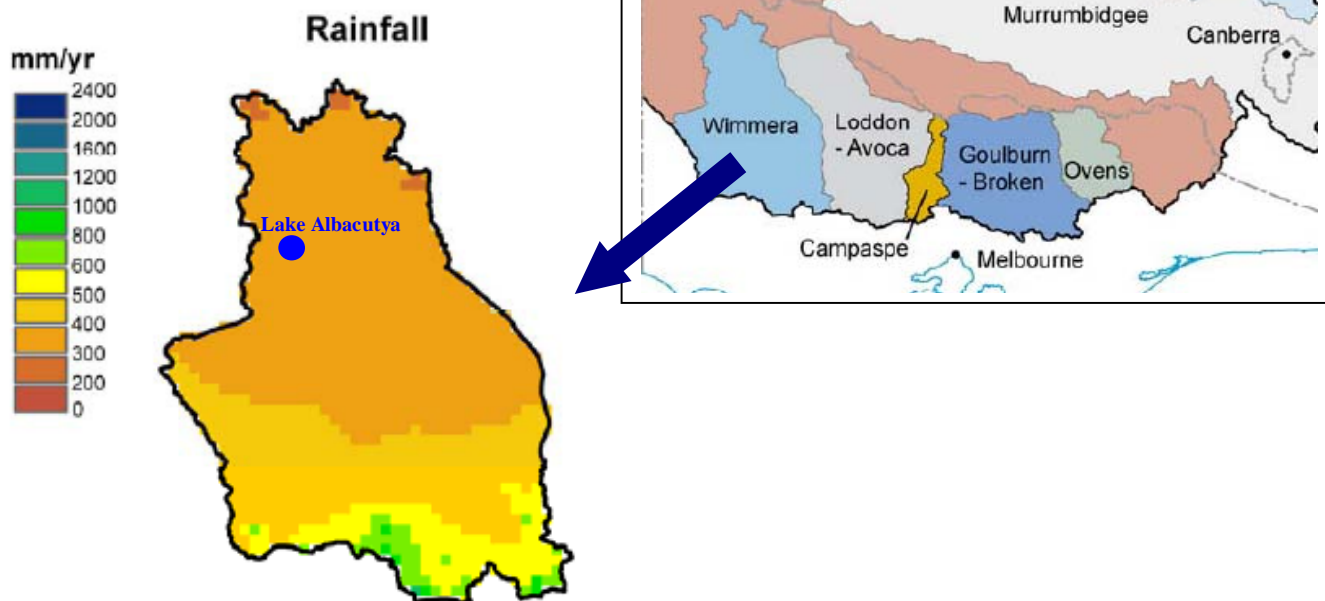 Rainfall
mm/yr
2400
2000
1600
1200
1000
800
600
500
400
300
200
0
Lake Albacutya
Murrumbidgee
Canberra
Wimmera
Loddon
- Avoca
Goulburn
- Broken
Ovens
Campaspe
Melbourne